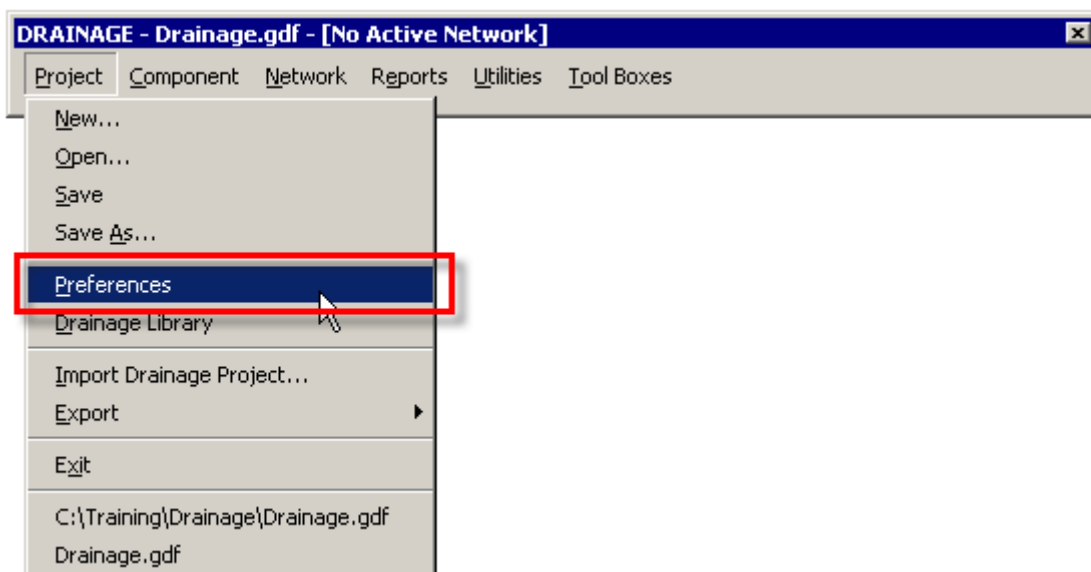 DRAINAGE - Drainage.gdf - [No Active Network]
Project Component Network Reports Utilities Tool Boxes
New...
Open...
Save
Save As...
Preferences
Drainage Library
Import Drainage Project...
Export
Exit
C:\Training\Drainage\Drainage.gdf
Drainage.gdf